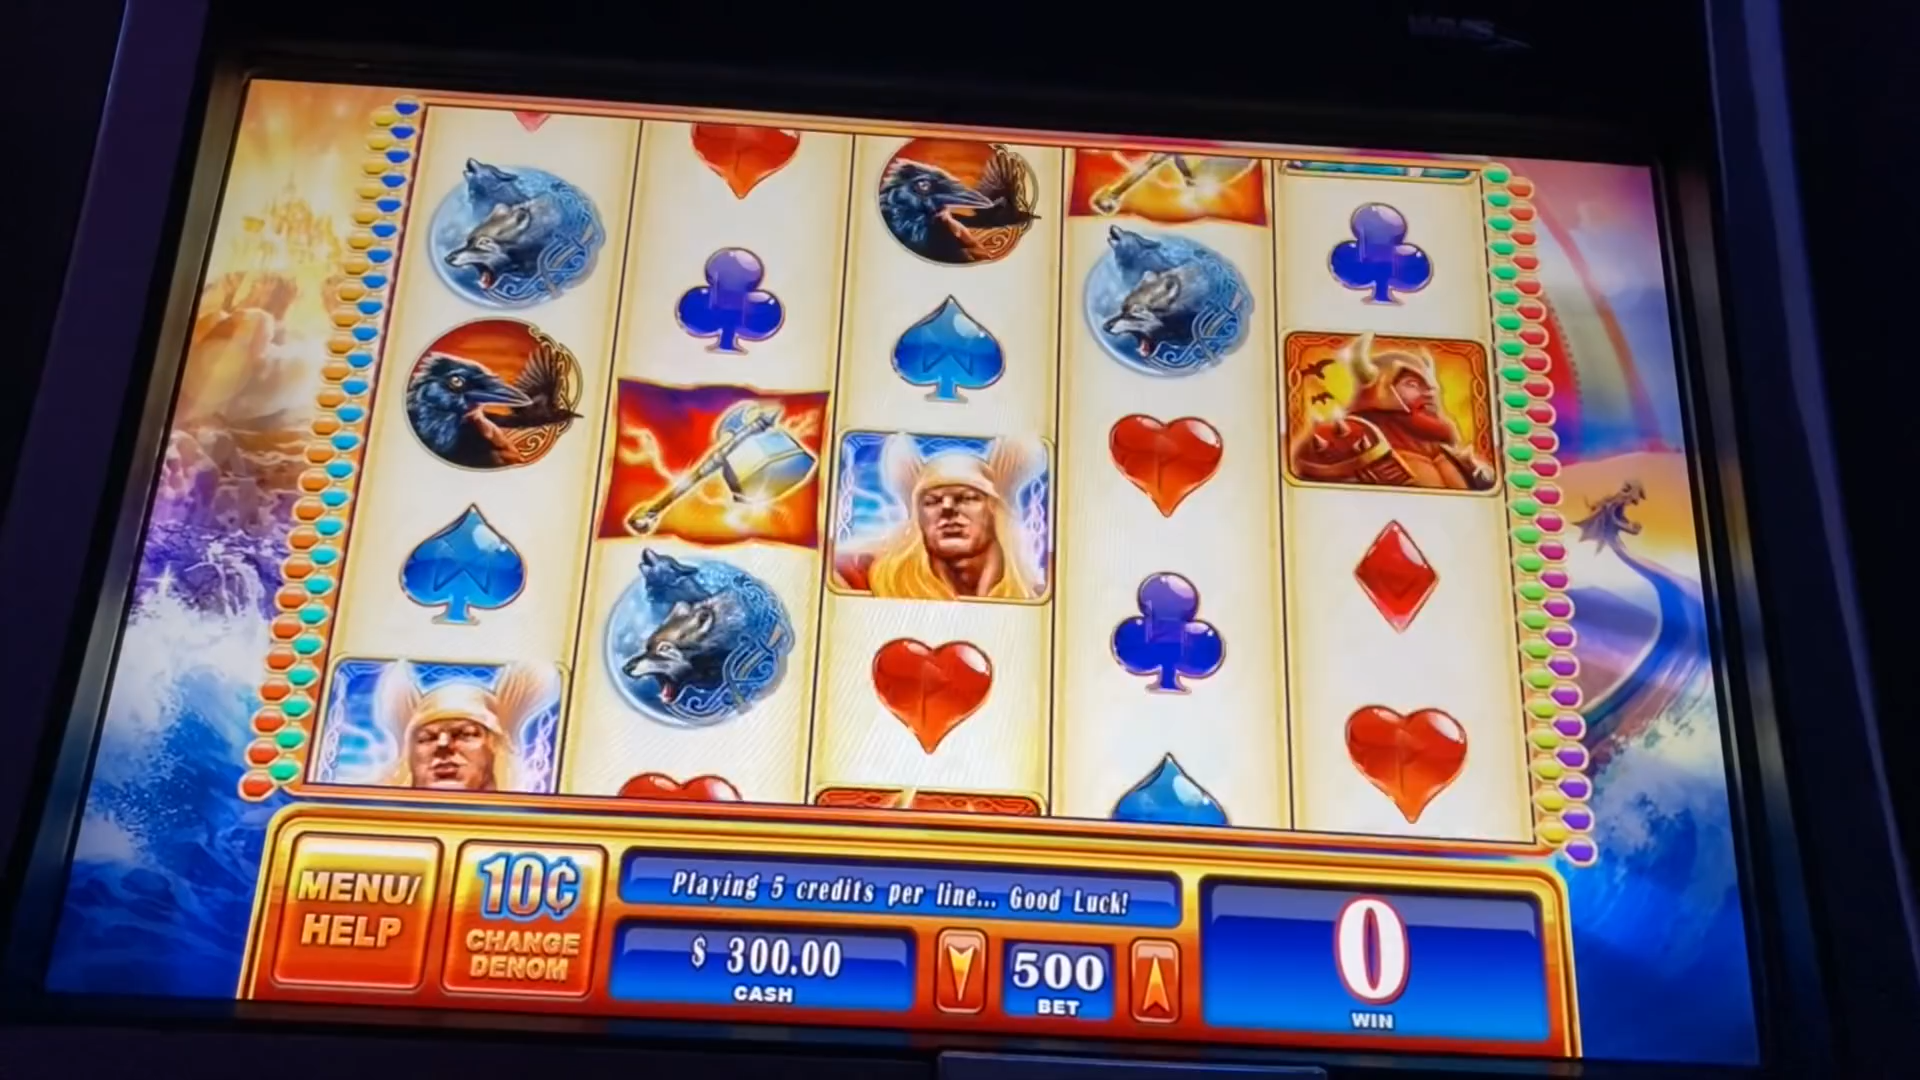 WMS
MENU/
HELP
10¢
CHANGE
DENOM
Playing 5 credits per line... Good Luck!
$ 300.00
CASH
500
BET
0
WIN